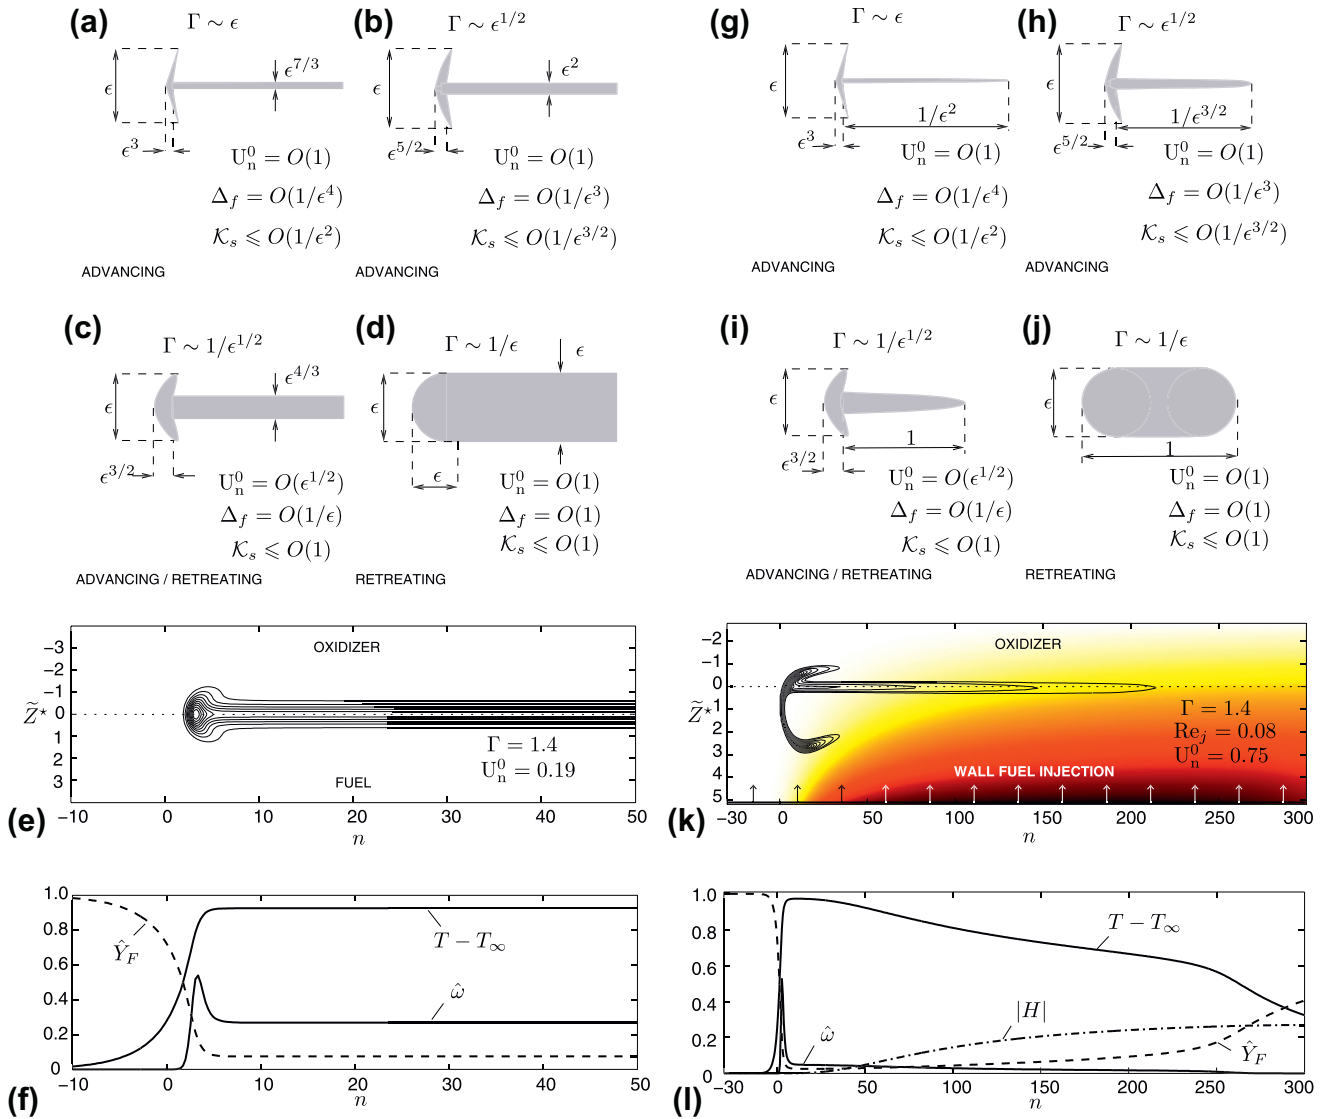 (a) Γ ∼ ϵ
ϵ
ϵ^{7/3}
ϵ^3
U_n^0 = O(1)
Δ_f = O(1/ϵ^4)
𝒦_s ⩽ O(1/ϵ^2)
ADVANCING
(b) Γ ∼ ϵ^{1/2}
ϵ
ϵ^2
ϵ^{5/2}
U_n^0 = O(1)
Δ_f = O(1/ϵ^3)
𝒦_s ⩽ O(1/ϵ^{3/2})
ADVANCING
(c) Γ ∼ 1/ϵ^{1/2}
ϵ
ϵ^{4/3}
ϵ^{3/2}
U_n^0 = O(ϵ^{1/2})
Δ_f = O(1/ϵ)
𝒦_s ⩽ O(1)
ADVANCING / RETREATING
(d) Γ ∼ 1/ϵ
ϵ
ϵ
ϵ
U_n^0 = O(1)
Δ_f = O(1)
𝒦_s ⩽ O(1)
RETREATING
(e)
-3
-2
-1
Z̃* 0
1
2
3
OXIDIZER
Γ = 1.4
U_n^0 = 0.19
FUEL
-10 0 10 20 30 40 50
n
(f)
1.0
0.8
0.6
0.4
0.2
0
Ŷ_F
T − T_∞
ω̂
-10 0 10 20 30 40 50
n
(g) Γ ∼ ϵ
ϵ
1/ϵ^2
ϵ^3
U_n^0 = O(1)
Δ_f = O(1/ϵ^4)
𝒦_s ⩽ O(1/ϵ^2)
ADVANCING
(h) Γ ∼ ϵ^{1/2}
ϵ
1/ϵ^{3/2}
ϵ^{5/2}
U_n^0 = O(1)
Δ_f = O(1/ϵ^3)
𝒦_s ⩽ O(1/ϵ^{3/2})
ADVANCING
(i) Γ ∼ 1/ϵ^{1/2}
ϵ
1
ϵ^{3/2}
U_n^0 = O(ϵ^{1/2})
Δ_f = O(1/ϵ)
𝒦_s ⩽ O(1)
ADVANCING / RETREATING
(j) Γ ∼ 1/ϵ
ϵ
1
U_n^0 = O(1)
Δ_f = O(1)
𝒦_s ⩽ O(1)
RETREATING
(k)
-2
-1
0
Z̃* 1
2
3
4
5
OXIDIZER
Γ = 1.4
Re_j = 0.08
U_n^0 = 0.75
WALL FUEL INJECTION
-30 0 50 100 150 200 250 300
n
(l)
1.0
0.8
0.6
0.4
0.2
0
T − T_∞
|H|
ω̂
Ŷ_F
-30 0 50 100 150 200 250 300
n